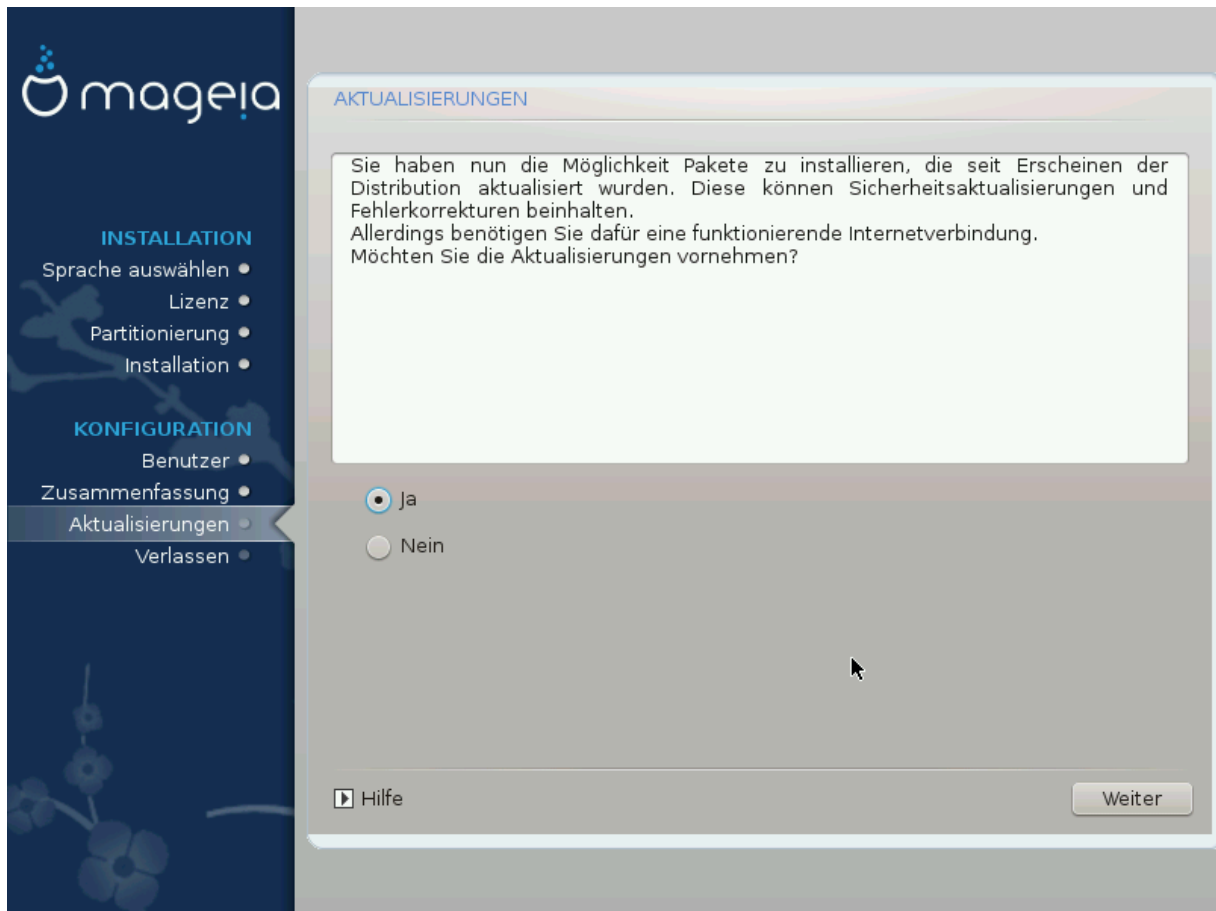 mageia
INSTALLATION
Sprache auswählen
Lizenz
Partitionierung
Installation
KONFIGURATION
Benutzer
Zusammenfassung
Aktualisierungen
Verlassen
AKTUALISIERUNGEN
Sie haben nun die Möglichkeit Pakete zu installieren, die seit Erscheinen der
Distribution aktualisiert wurden. Diese können Sicherheitsaktualisierungen und
Fehlerkorrekturen beinhalten.
Allerdings benötigen Sie dafür eine funktionierende Internetverbindung.
Möchten Sie die Aktualisierungen vornehmen?
Ja
Nein
Hilfe
Weiter